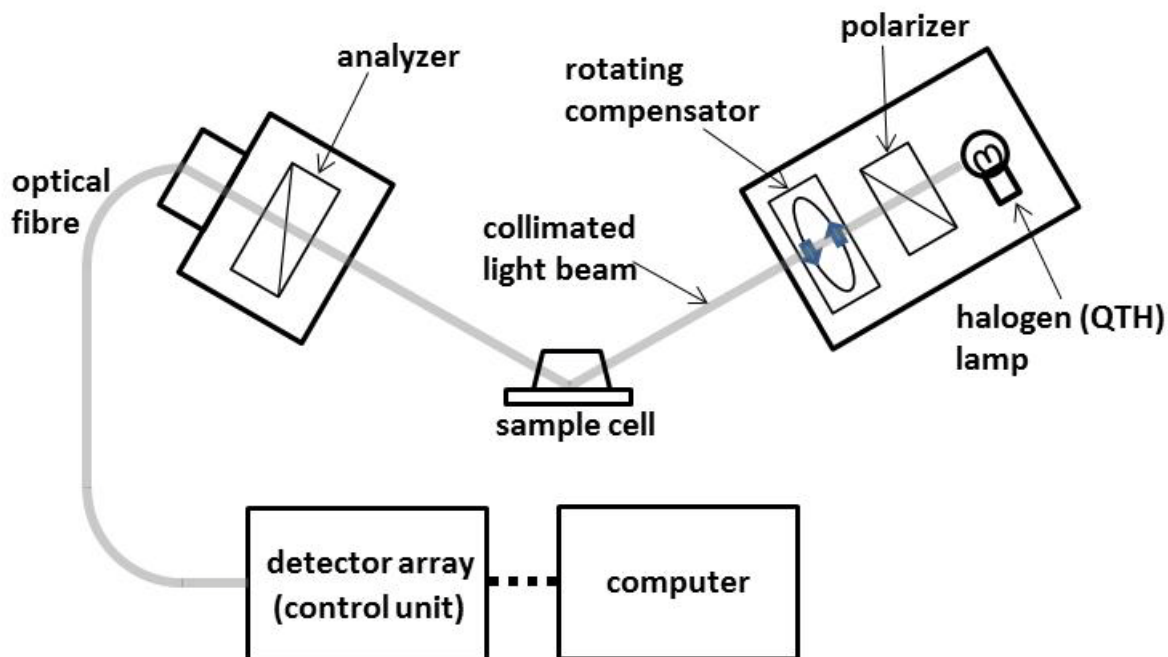 polarizer
analyzer
rotating
compensator
optical
fibre
collimated
light beam
halogen (QTH)
lamp
sample cell
detector array
(control unit)
computer